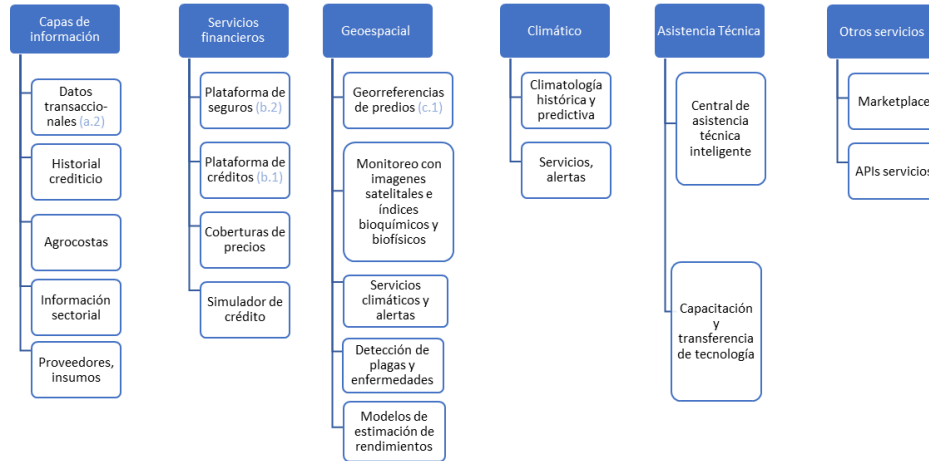 Capas de
información
Datos
transaccio-
nales (a.2)
Historial
crediticio
Agrocostas
Información
sectorial
Proveedores,
insumos
Servicios
financieros
Plataforma de
seguros (b.2)
Plataforma de
créditos (b.1)
Coberturas de
precios
Simulador de
crédito
Geoespacial
Georreferencias
de predios (c.1)
Monitoreo con
imagenes
satelitales e
índices
bioquímicos y
biofísicos
Servicios
climáticos y
alertas
Detección de
plagas y
enfermedades
Modelos de
estimación de
rendimientos
Climático
Climatología
histórica y
predictiva
Servicios,
alertas
Asistencia Técnica
Central de
asistencia
técnica
inteligente
Capacitación
y
transferencia
de tecnología
Otros servicios
Marketplace
APIs servicios